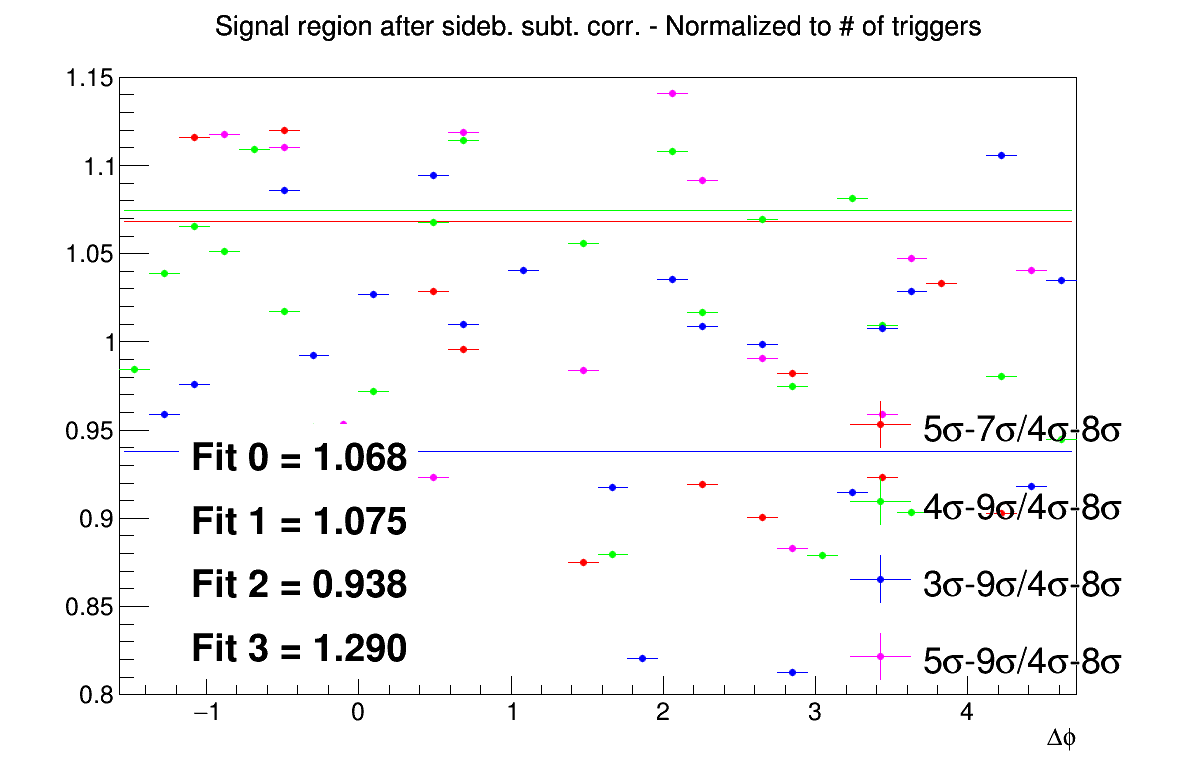 Signal region after sideb. subt. corr. - Normalized to # of triggers
1.15
1.1
1.05
1
0.95
0.9
0.85
0.8
Fit 0 = 1.068
Fit 1 = 1.075
Fit 2 = 0.938
Fit 3 = 1.290
5σ-7σ/4σ-8σ
4σ-9σ/4σ-8σ
3σ-9σ/4σ-8σ
5σ-9σ/4σ-8σ
−1 0 1 2 3 4
Δϕ